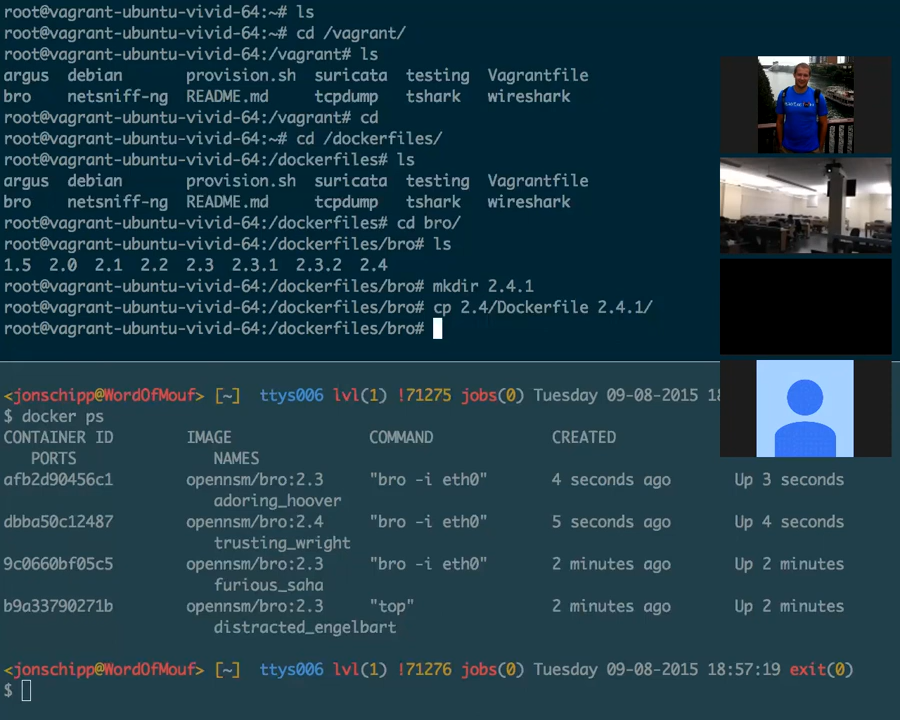 root@vagrant-ubuntu-vivid-64:~# ls
root@vagrant-ubuntu-vivid-64:~# cd /vagrant/
root@vagrant-ubuntu-vivid-64:/vagrant# ls
argus debian provision.sh suricata testing Vagrantfile
bro netsniff-ng README.md tcpdump tshark wireshark
root@vagrant-ubuntu-vivid-64:/vagrant# cd
root@vagrant-ubuntu-vivid-64:~# cd /dockerfiles/
root@vagrant-ubuntu-vivid-64:/dockerfiles# ls
argus debian provision.sh suricata testing Vagrantfile
bro netsniff-ng README.md tcpdump tshark wireshark
root@vagrant-ubuntu-vivid-64:/dockerfiles# cd bro/
root@vagrant-ubuntu-vivid-64:/dockerfiles/bro# ls
1.5 2.0 2.1 2.2 2.3 2.3.1 2.3.2 2.4
root@vagrant-ubuntu-vivid-64:/dockerfiles/bro# mkdir 2.4.1
root@vagrant-ubuntu-vivid-64:/dockerfiles/bro# cp 2.4/Dockerfile 2.4.1/
root@vagrant-ubuntu-vivid-64:/dockerfiles/bro#
<jonschipp@WordOfMouf> [~] ttys006 lvl(1) !71275 jobs(0) Tuesday 09-08-2015 18
$ docker ps
CONTAINER ID IMAGE COMMAND CREATED
PORTS NAMES
afb2d90456c1 opennsm/bro:2.3 "bro -i eth0" 4 seconds ago Up 3 seconds
adoring_hoover
dbba50c12487 opennsm/bro:2.4 "bro -i eth0" 5 seconds ago Up 4 seconds
trusting_wright
9c0660bf05c5 opennsm/bro:2.3 "bro -i eth0" 2 minutes ago Up 2 minutes
furious_saha
b9a33790271b opennsm/bro:2.3 "top" 2 minutes ago Up 2 minutes
distracted_engelbart
<jonschipp@WordOfMouf> [~] ttys006 lvl(1) !71276 jobs(0) Tuesday 09-08-2015 18:57:19 exit(0)
$